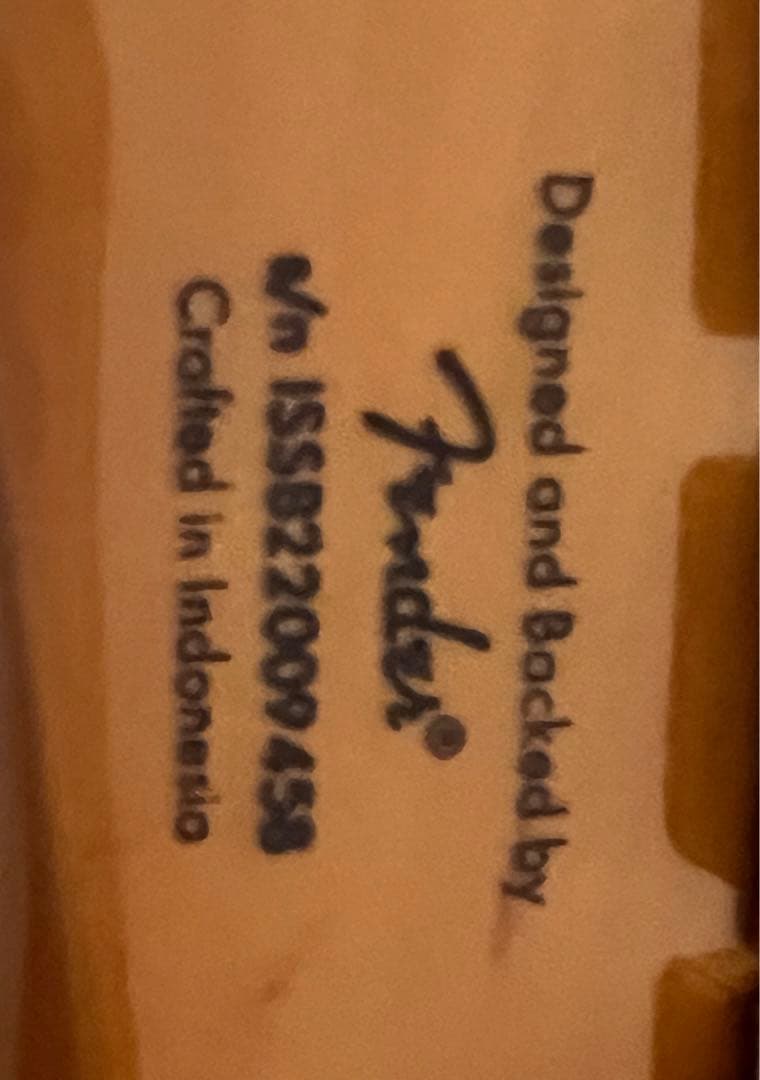 Designed and Backed by
Fender®
s/n ISSB22009458
Crafted in Indonesia